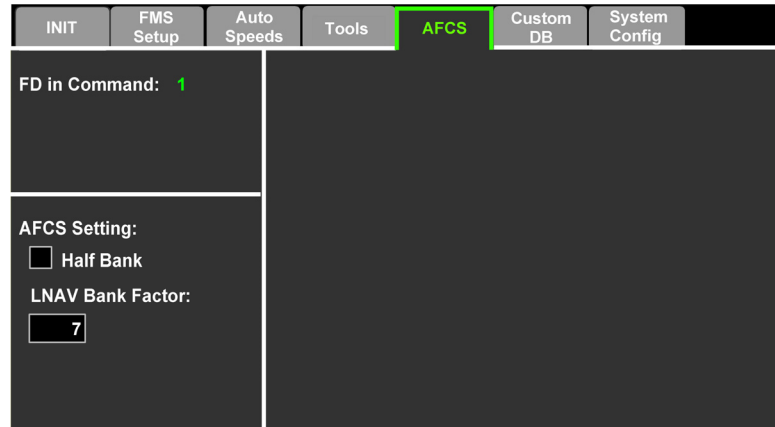 INIT
FMS
Setup
Auto
Speeds
Tools
AFCS
Custom
DB
System
Config
FD in Command: 1
AFCS Setting:
Half Bank
LNAV Bank Factor:
7